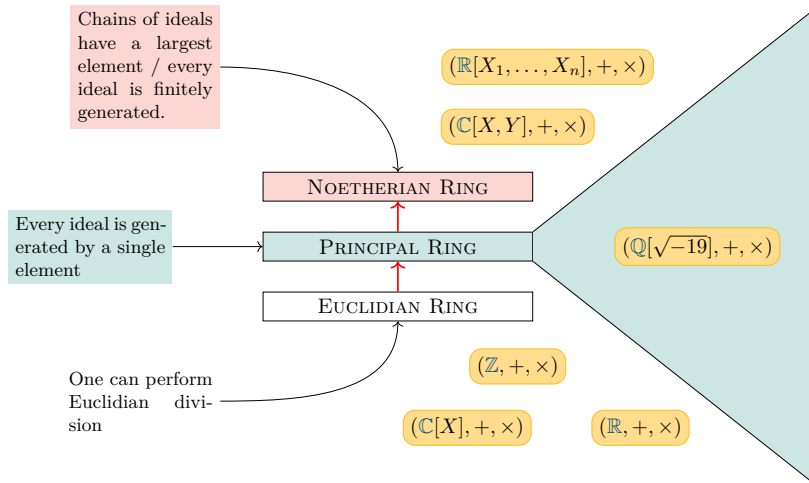 Chains of ideals
have a largest
element / every
ideal is finitely
generated.
(ℝ[X₁, . . . , Xₙ], +, ×)
(ℂ[X, Y], +, ×)
NOETHERIAN RING
Every ideal is gen-
erated by a single
element
PRINCIPAL RING
(ℚ[√−19], +, ×)
EUCLIDIAN RING
One can perform
Euclidian divi-
sion
(ℤ, +, ×)
(ℂ[X], +, ×)
(ℝ, +, ×)